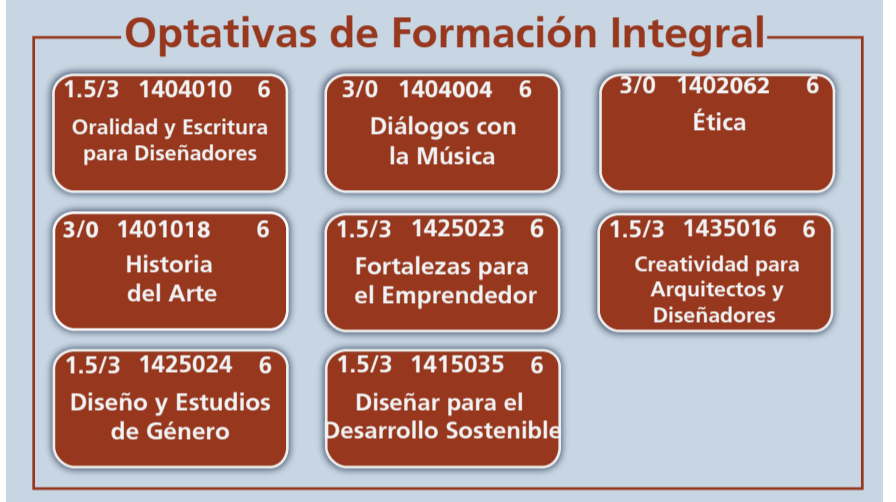 Optativas de Formación Integral
1.5/3 1404010 6
Oralidad y Escritura
para Diseñadores
3/0 1404004 6
Diálogos con
la Música
3/0 1402062 6
Ética
3/0 1401018 6
Historia
del Arte
1.5/3 1425023 6
Fortalezas para
el Emprendedor
1.5/3 1435016 6
Creatividad para
Arquitectos y
Diseñadores
1.5/3 1425024 6
Diseño y Estudios
de Género
1.5/3 1415035 6
Diseñar para el
Desarrollo Sostenible